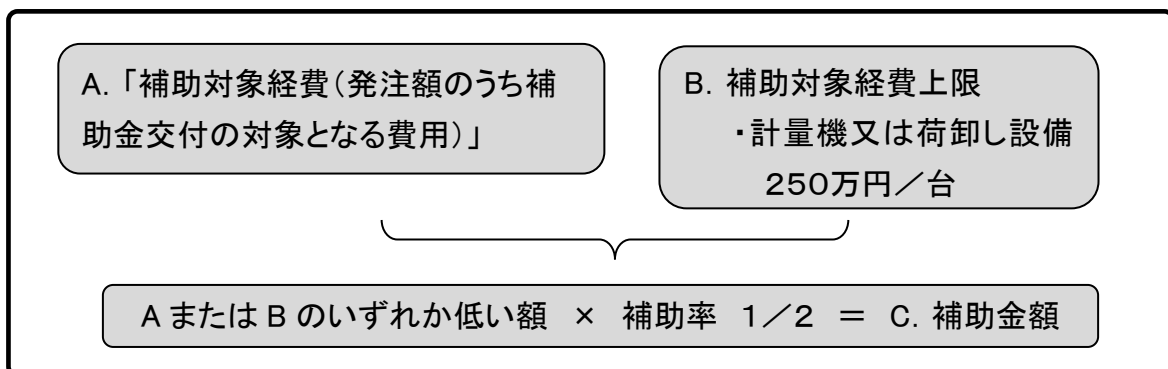 A．「補助対象経費（発注額のうち補
助金交付の対象となる費用）」
B．補助対象経費上限
・計量機又は荷卸し設備
２５０万円／台
A または B のいずれか低い額　×　補助率　１／２　＝　C．補助金額